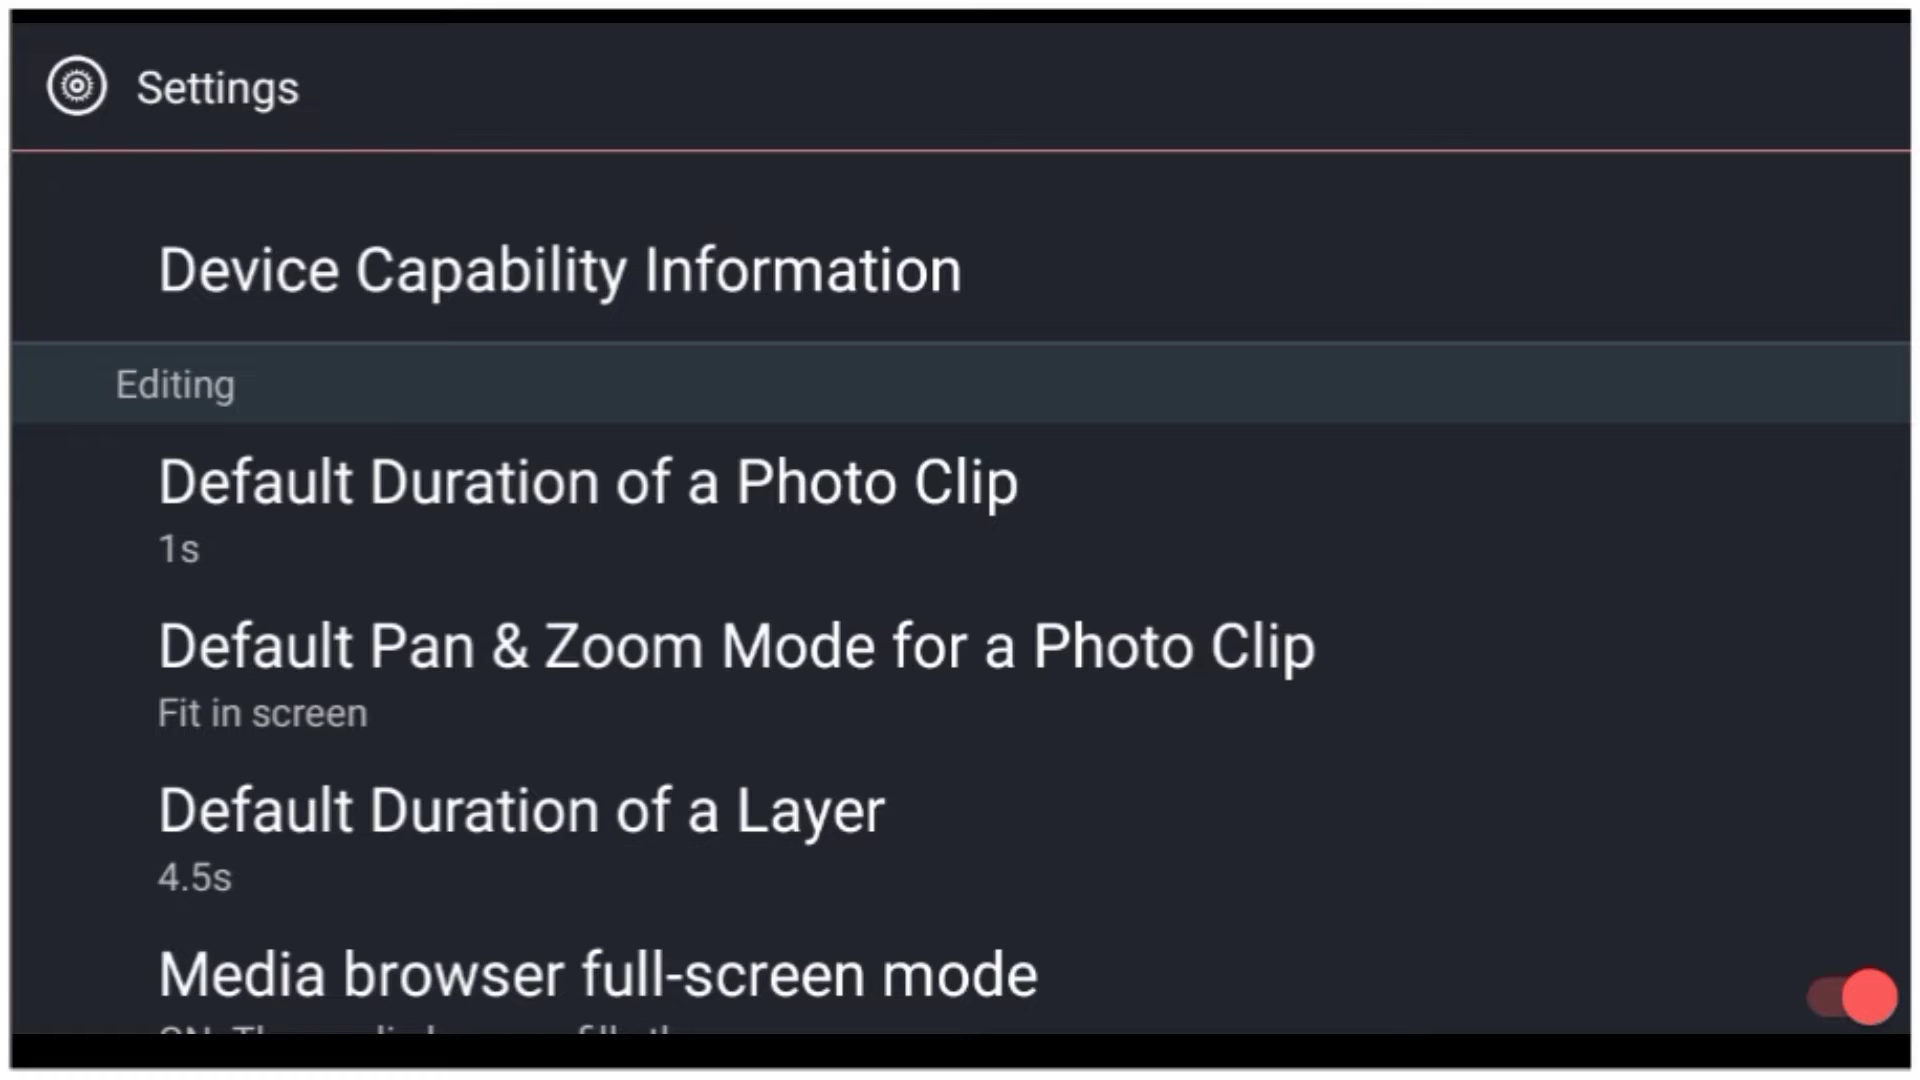 Settings
Device Capability Information
Editing
Default Duration of a Photo Clip
1s
Default Pan & Zoom Mode for a Photo Clip
Fit in screen
Default Duration of a Layer
4.5s
Media browser full-screen mode